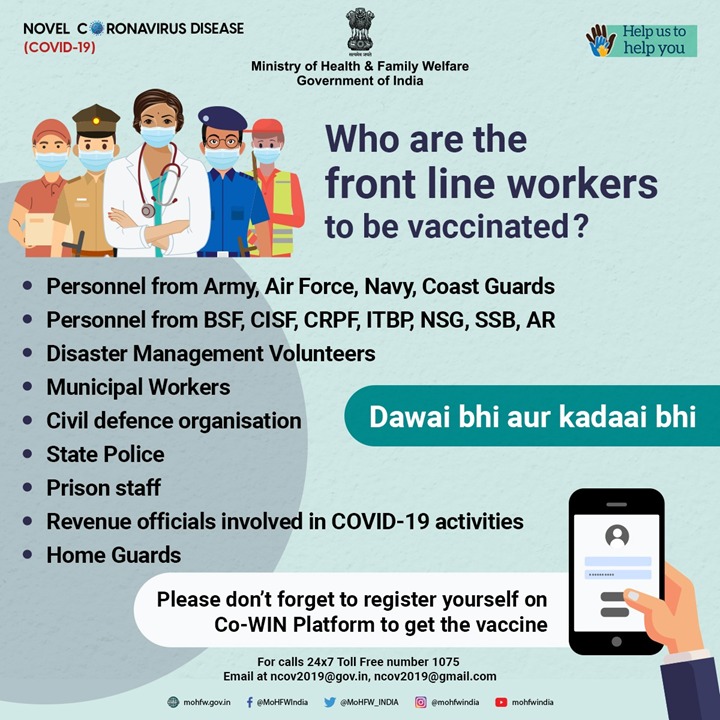 NOVEL CORONAVIRUS DISEASE
(COVID-19)
Ministry of Health & Family Welfare
Government of India
Help us to
help you
Who are the
front line workers
to be vaccinated?
• Personnel from Army, Air Force, Navy, Coast Guards
• Personnel from BSF, CISF, CRPF, ITBP, NSG, SSB, AR
• Disaster Management Volunteers
• Municipal Workers
• Civil defence organisation
Dawai bhi aur kadaai bhi
• State Police
• Prison staff
• Revenue officials involved in COVID-19 activities
• Home Guards
Please don't forget to register yourself on
Co-WIN Platform to get the vaccine
For calls 24x7 Toll Free number 1075
Email at ncov2019@gov.in, ncov2019@gmail.com
mohfw.gov.in @MoHFWIndia @MoHFW_INDIA @mohfwindia mohfwindia